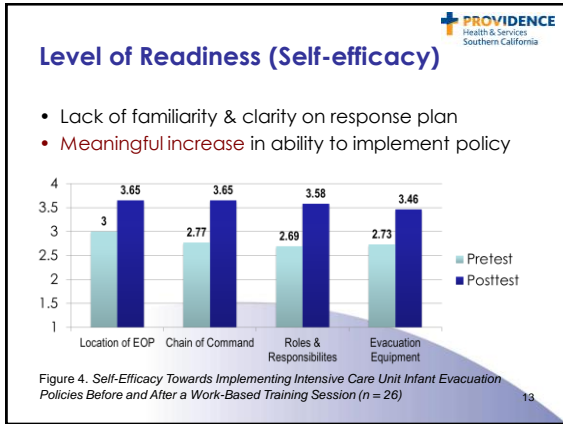 PROVIDENCE
Health & Services
Southern California
Level of Readiness (Self-efficacy)
• Lack of familiarity & clarity on response plan
• Meaningful increase in ability to implement policy
4
3.5
3
2.5
2
1.5
1
3
3.65
2.77
3.65
2.69
3.58
2.73
3.46
Location of EOP
Chain of Command
Roles &
Responsibilites
Evacuation
Equipment
Pretest
Posttest
Figure 4. Self-Efficacy Towards Implementing Intensive Care Unit Infant Evacuation
Policies Before and After a Work-Based Training Session (n = 26)
13